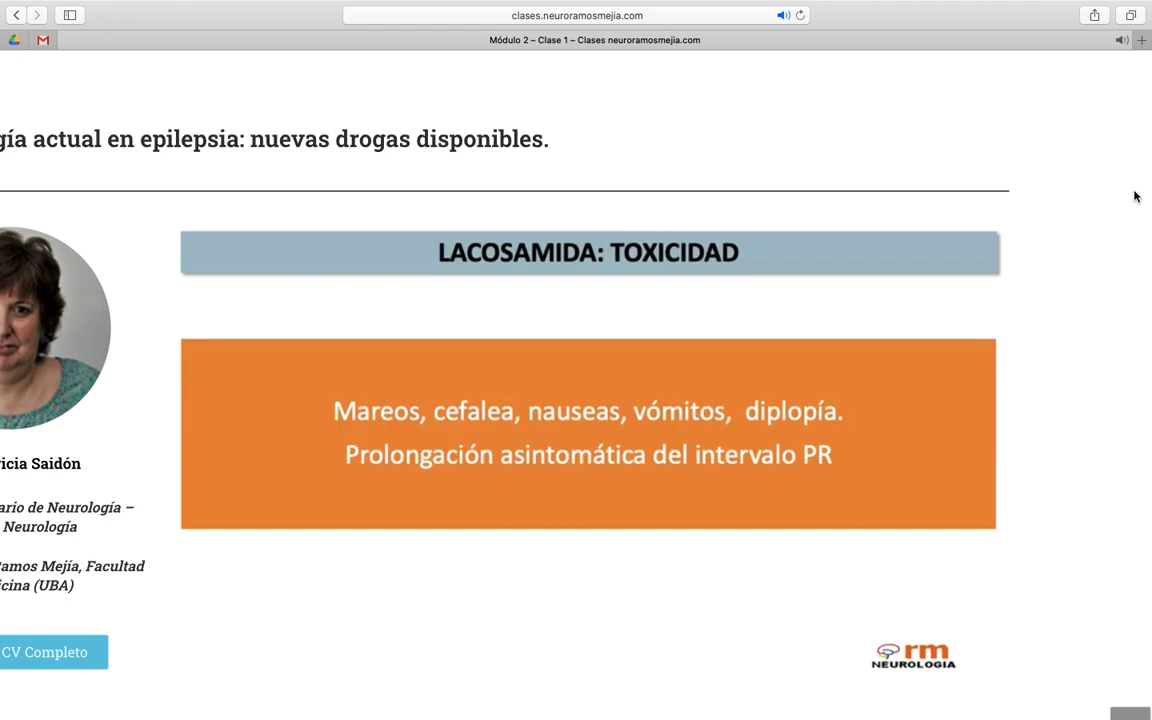 clases.neuroramosmejia.com
Módulo 2 – Clase 1 – Clases neuroramosmejia.com
gía actual en epilepsia: nuevas drogas disponibles.
LACOSAMIDA: TOXICIDAD
Mareos, cefalea, nauseas, vómitos, diplopía.
Prolongación asintomática del intervalo PR
icia Saidón
ario de Neurología –
Neurología
Ramos Mejía, Facultad
icina (UBA)
CV Completo
rm
NEUROLOGIA